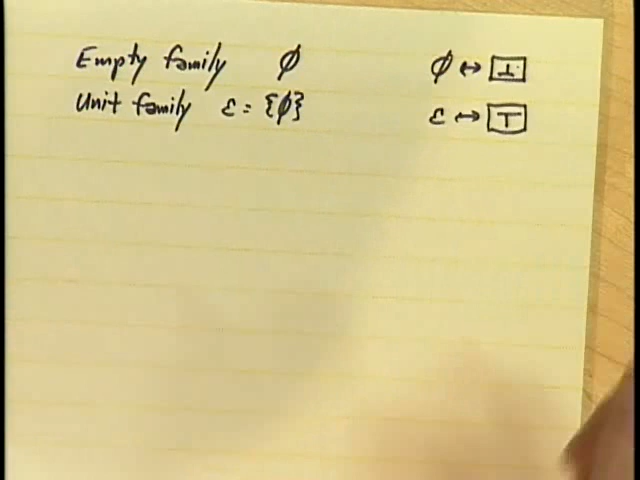 Empty family ∅ ∅ ↔ ⊥
Unit family ε = {∅} ε ↔ ⊤